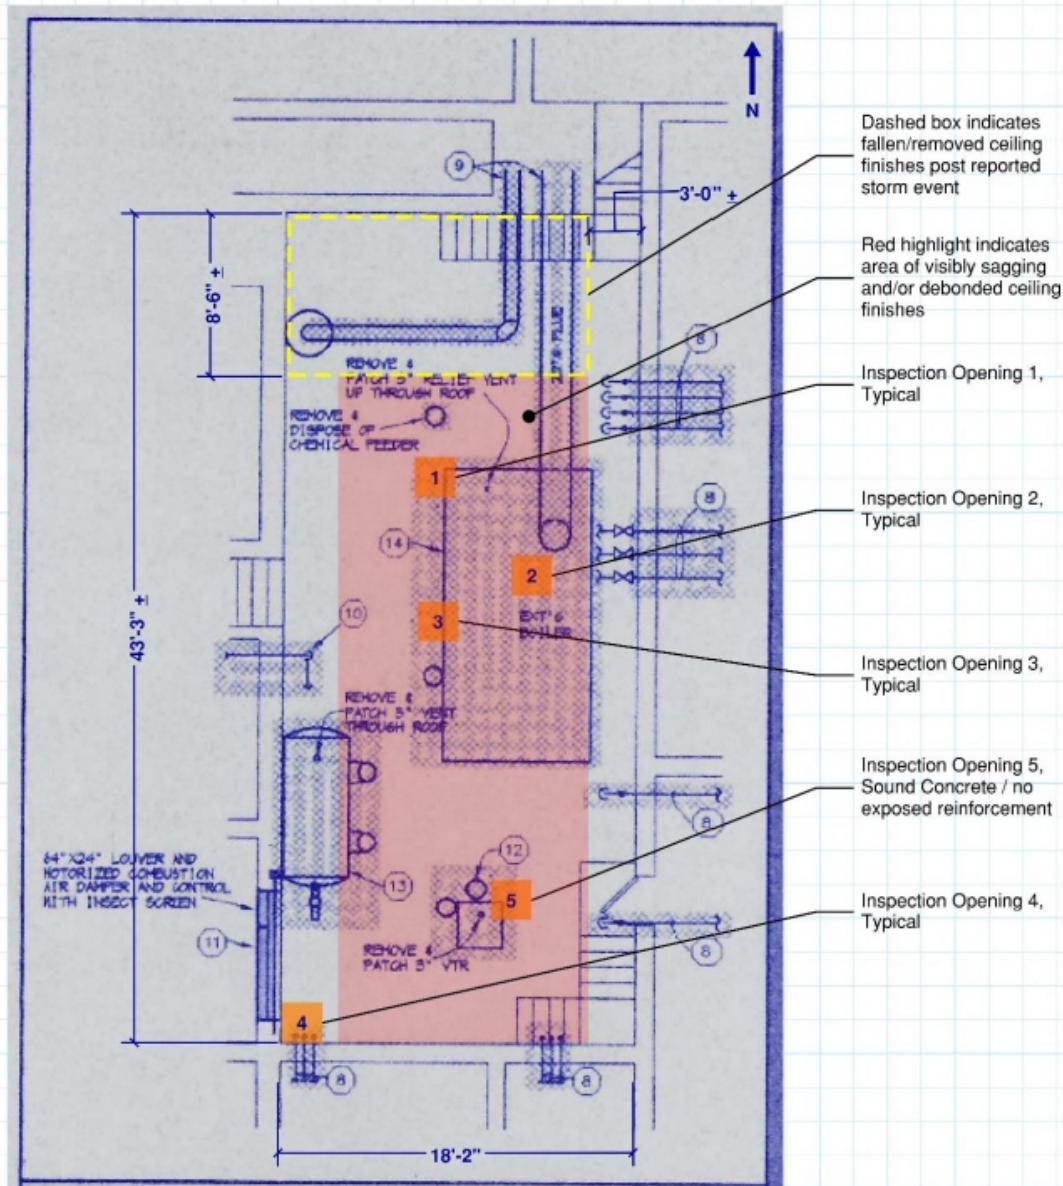 N
Dashed box indicates
fallen/removed ceiling
finishes post reported
storm event
9
3'-0" ±
Red highlight indicates
area of visibly sagging
and/or debonded ceiling
finishes
8'-6" ±
8
REMOVE &
PATCH 5" RELIEF VENT
UP THROUGH ROOF
Inspection Opening 1,
Typical
REMOVE &
DISPOSE OF
CHEMICAL FEEDER
1
8
Inspection Opening 2,
Typical
14
2
3
EXT'G
BOILER
10
43'-3" ±
Inspection Opening 3,
Typical
REMOVE &
PATCH 5" VENT
THROUGH ROOF
Inspection Opening 5,
Sound Concrete / no
exposed reinforcement
8
12
64"X24" LOUVER AND
MOTORIZED COMBUSTION
AIR DAMPER AND CONTROL
WITH INSECT SCREEN
13
5
Inspection Opening 4,
Typical
11
8
REMOVE &
PATCH 5" VTR
4
8
8
18'-2"